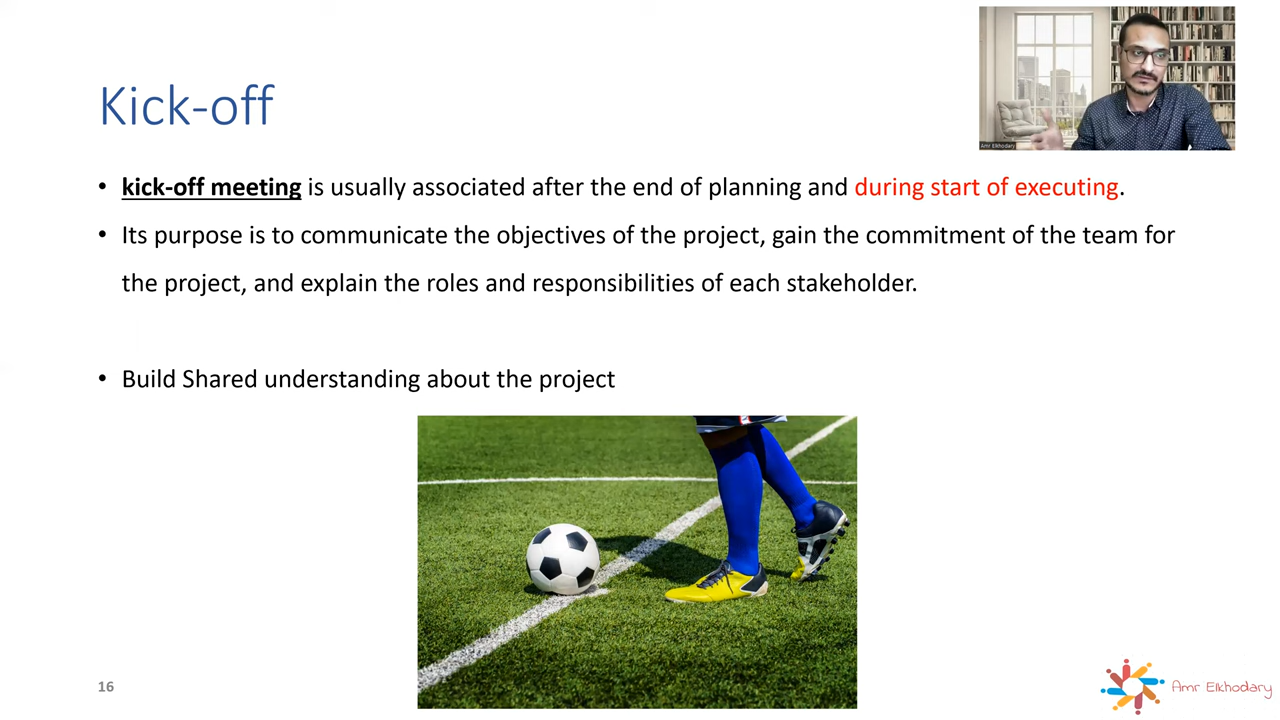 Amr Elkhodary
Kick-off
• kick-off meeting is usually associated after the end of planning and during start of executing.
• Its purpose is to communicate the objectives of the project, gain the commitment of the team for
the project, and explain the roles and responsibilities of each stakeholder.
• Build Shared understanding about the project
16
Amr Elkhodary